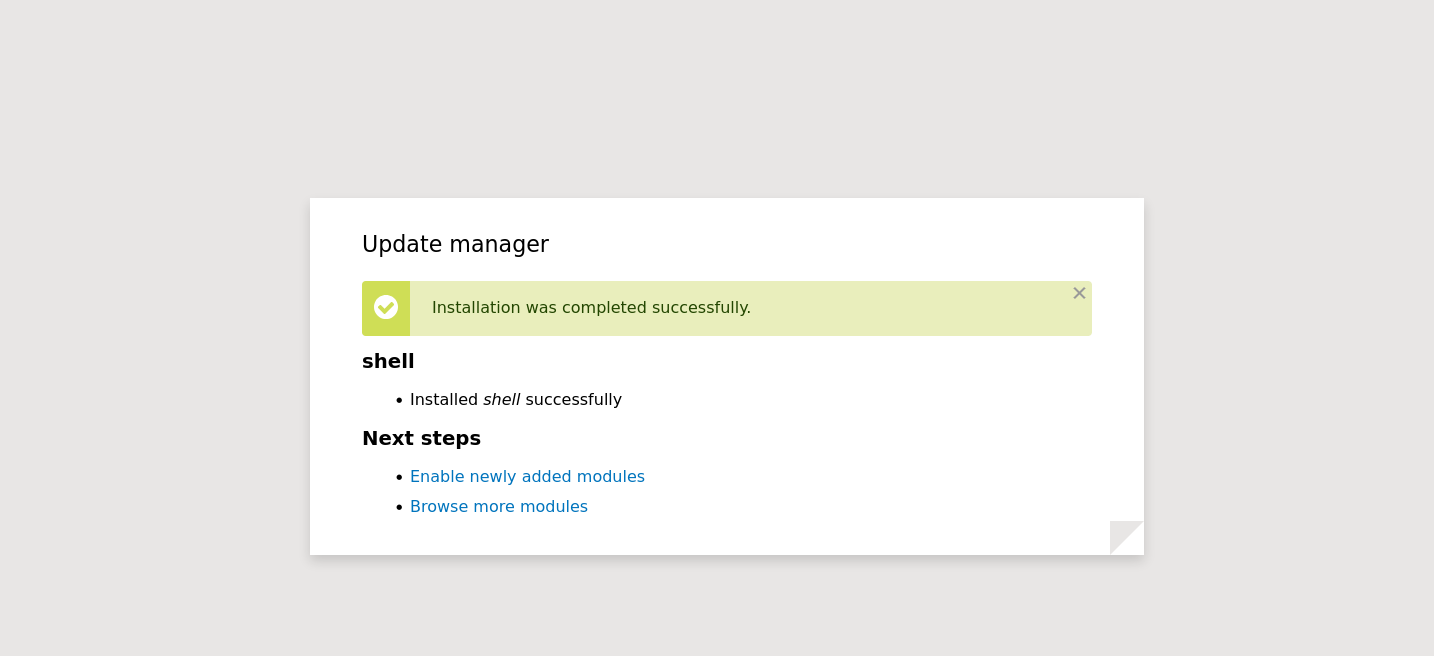 Update manager
Installation was completed successfully.
shell
Installed shell successfully
Next steps
Enable newly added modules
Browse more modules